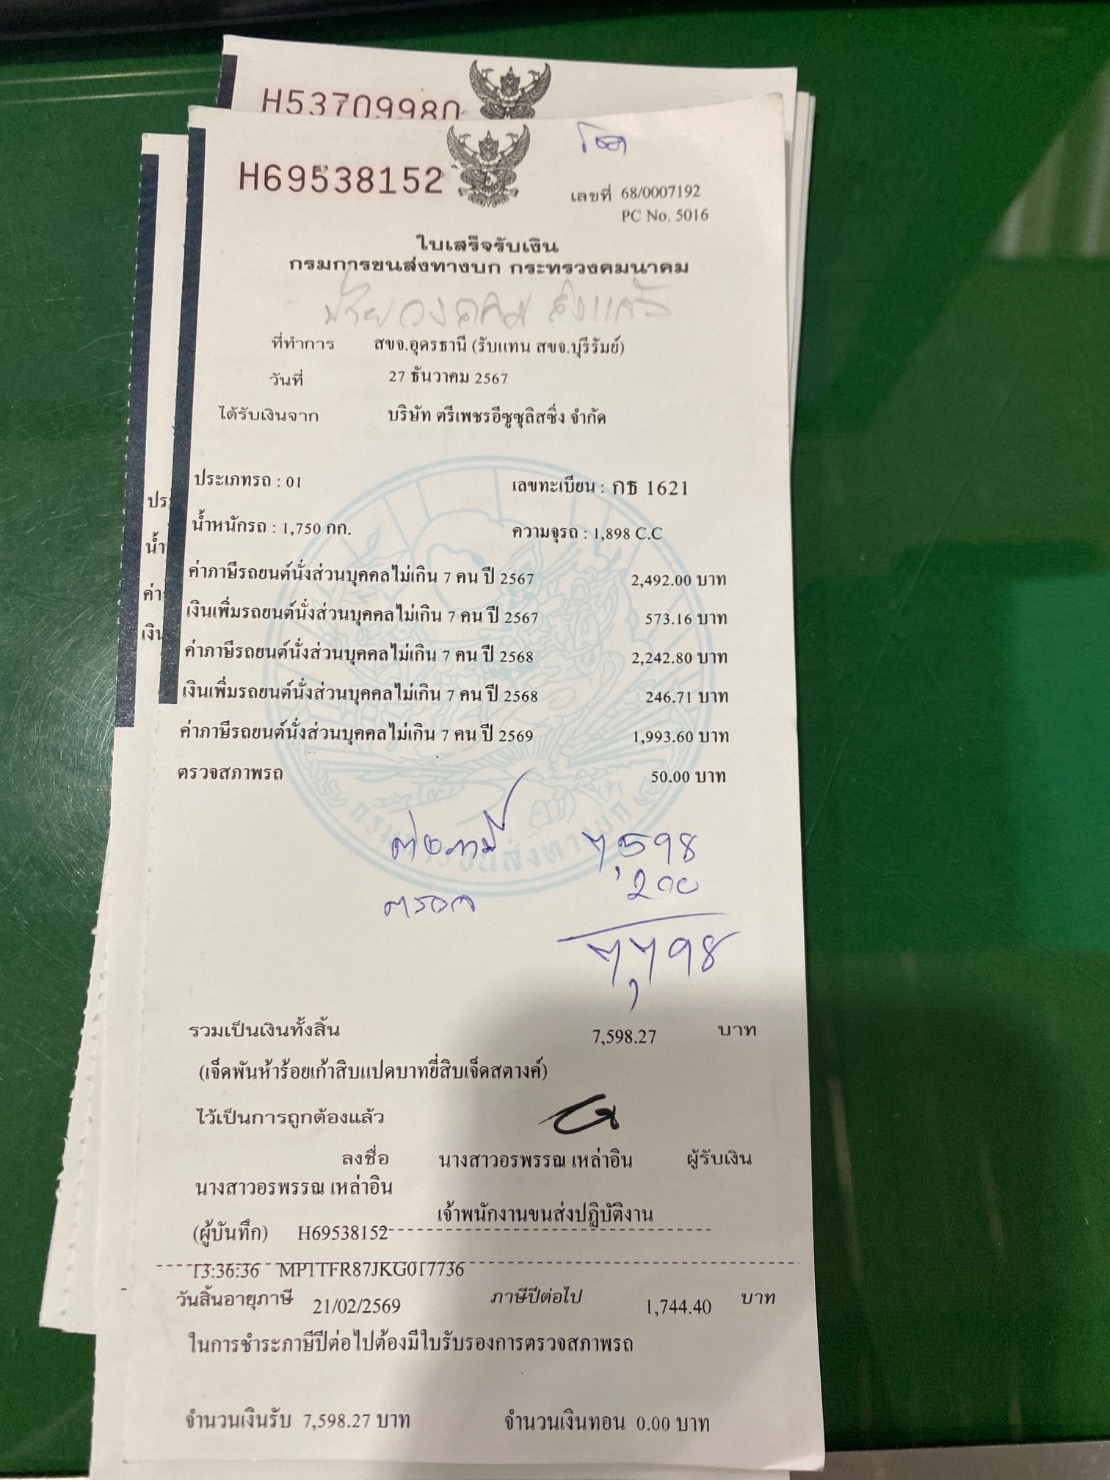 H53709980
H69538152
เลขที่ 68/0007192
PC No. 5016
ใบเสร็จรับเงิน
กรมการขนส่งทางบก กระทรวงคมนาคม
ที่ทำการ สขจ.อุดรธานี (รับแทน สขจ.บุรีรัมย์)
วันที่ 27 ธันวาคม 2567
ได้รับเงินจาก บริษัท ตรีเพชรอีซูซุลิสซิ่ง จำกัด
ประเภทรถ : 01 เลขทะเบียน : กธ 1621
น้ำหนักรถ : 1,750 กก. ความจุรถ : 1,898 C.C
ค่าภาษีรถยนต์นั่งส่วนบุคคลไม่เกิน 7 คน ปี 2567 2,492.00 บาท
เงินเพิ่มรถยนต์นั่งส่วนบุคคลไม่เกิน 7 คน ปี 2567 573.16 บาท
ค่าภาษีรถยนต์นั่งส่วนบุคคลไม่เกิน 7 คน ปี 2568 2,242.80 บาท
เงินเพิ่มรถยนต์นั่งส่วนบุคคลไม่เกิน 7 คน ปี 2568 246.71 บาท
ค่าภาษีรถยนต์นั่งส่วนบุคคลไม่เกิน 7 คน ปี 2569 1,993.60 บาท
ตรวจสภาพรถ 50.00 บาท
ต่อภาษี 7,598
ตรวจ 200
7,798
รวมเป็นเงินทั้งสิ้น 7,598.27 บาท
(เจ็ดพันห้าร้อยเก้าสิบแปดบาทยี่สิบเจ็ดสตางค์)
ไว้เป็นการถูกต้องแล้ว
ลงชื่อ นางสาวอรพรรณ เหล่าอิน ผู้รับเงิน
นางสาวอรพรรณ เหล่าอิน
เจ้าพนักงานขนส่งปฏิบัติงาน
(ผู้บันทึก) H69538152
13:36:36 MP1TFR87JKG017736
วันสิ้นอายุภาษี 21/02/2569 ภาษีปีต่อไป 1,744.40 บาท
ในการชำระภาษีปีต่อไปต้องมีใบรับรองการตรวจสภาพรถ
จำนวนเงินรับ 7,598.27 บาท จำนวนเงินทอน 0.00 บาท